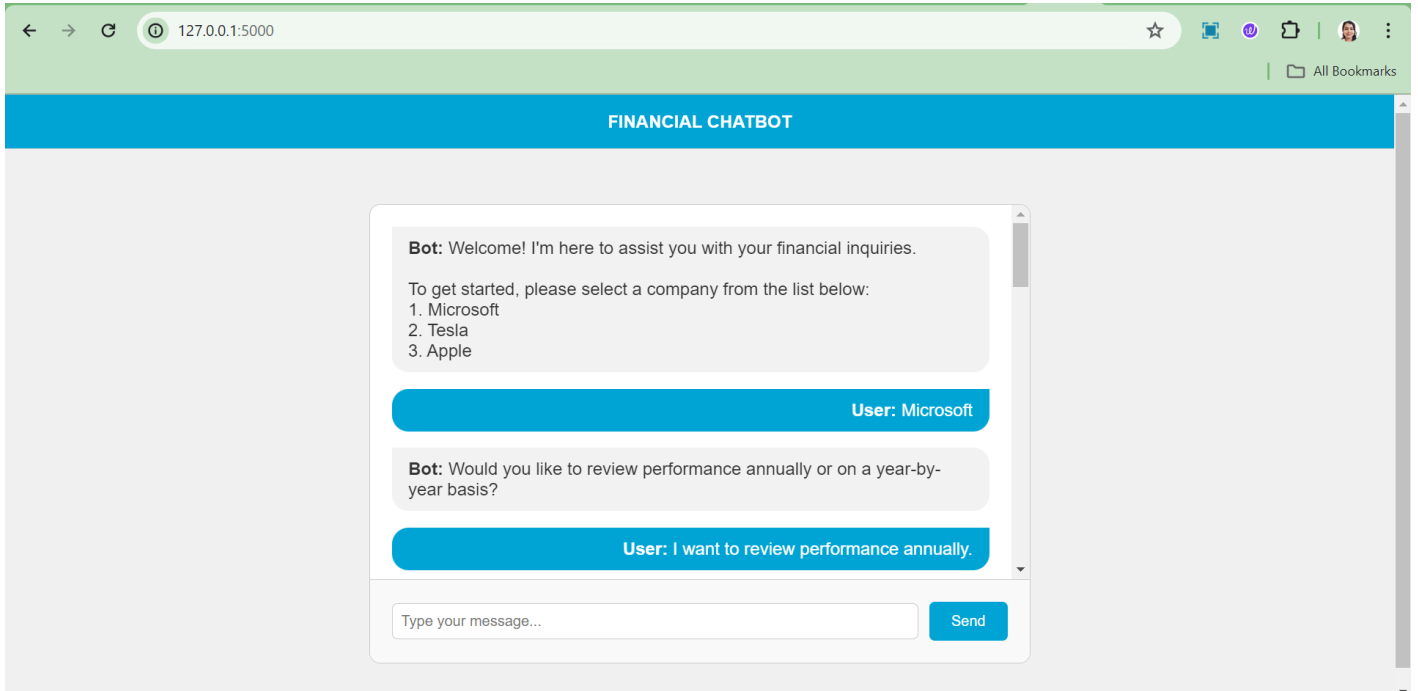 127.0.0.1:5000
All Bookmarks
FINANCIAL CHATBOT
Bot: Welcome! I'm here to assist you with your financial inquiries.
To get started, please select a company from the list below:
1. Microsoft
2. Tesla
3. Apple
User: Microsoft
Bot: Would you like to review performance annually or on a year-by-
year basis?
User: I want to review performance annually.
Type your message...
Send